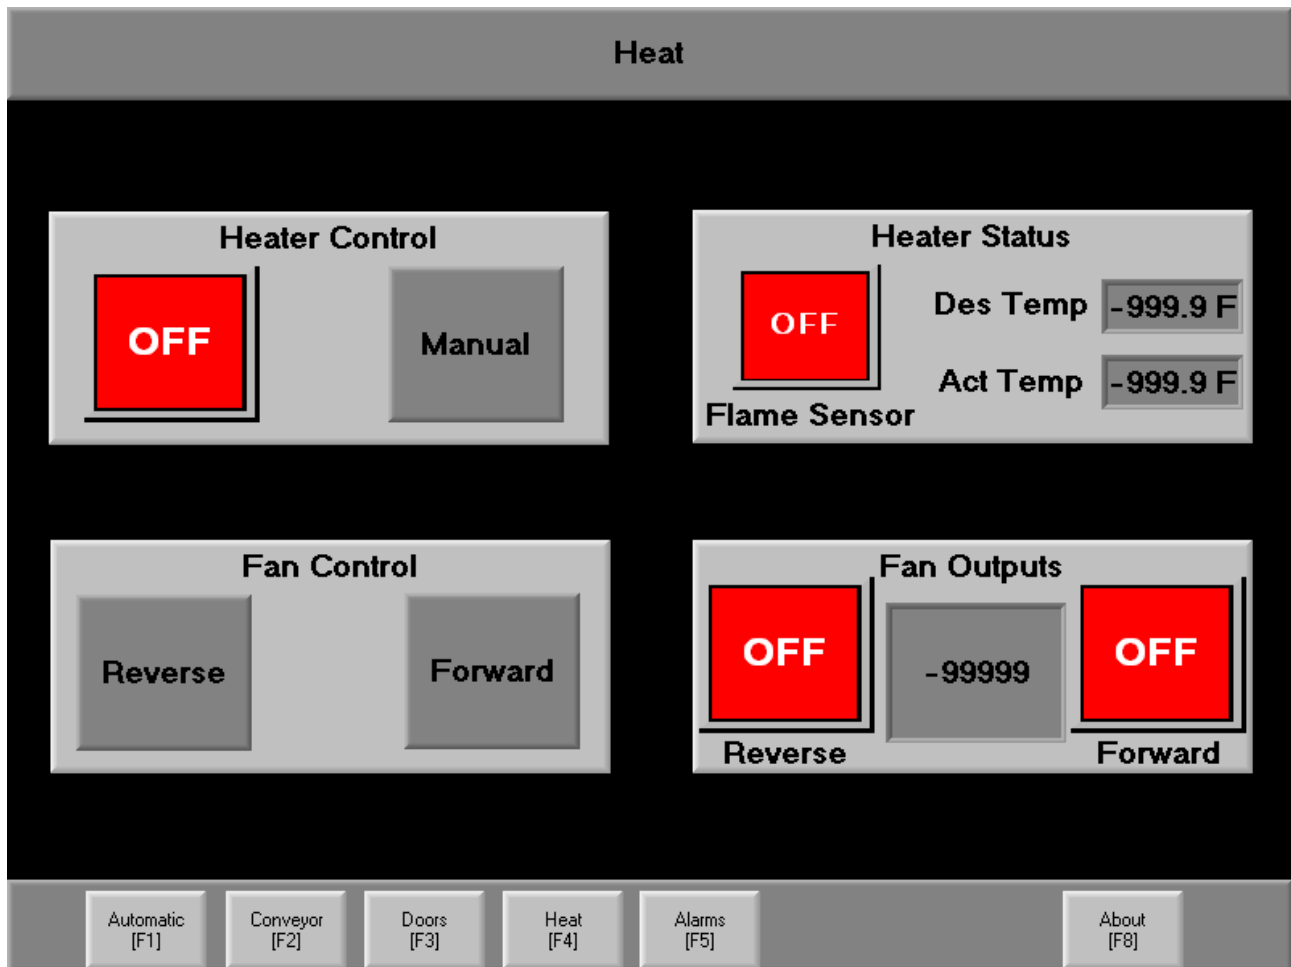 Heat
Heater Control
OFF
Manual
Heater Status
OFF
Flame Sensor
Des Temp -999.9 F
Act Temp -999.9 F
Fan Control
Reverse
Forward
Fan Outputs
OFF
-99999
OFF
Reverse
Forward
Automatic
[F1]
Conveyor
[F2]
Doors
[F3]
Heat
[F4]
Alarms
[F5]
About
[F8]